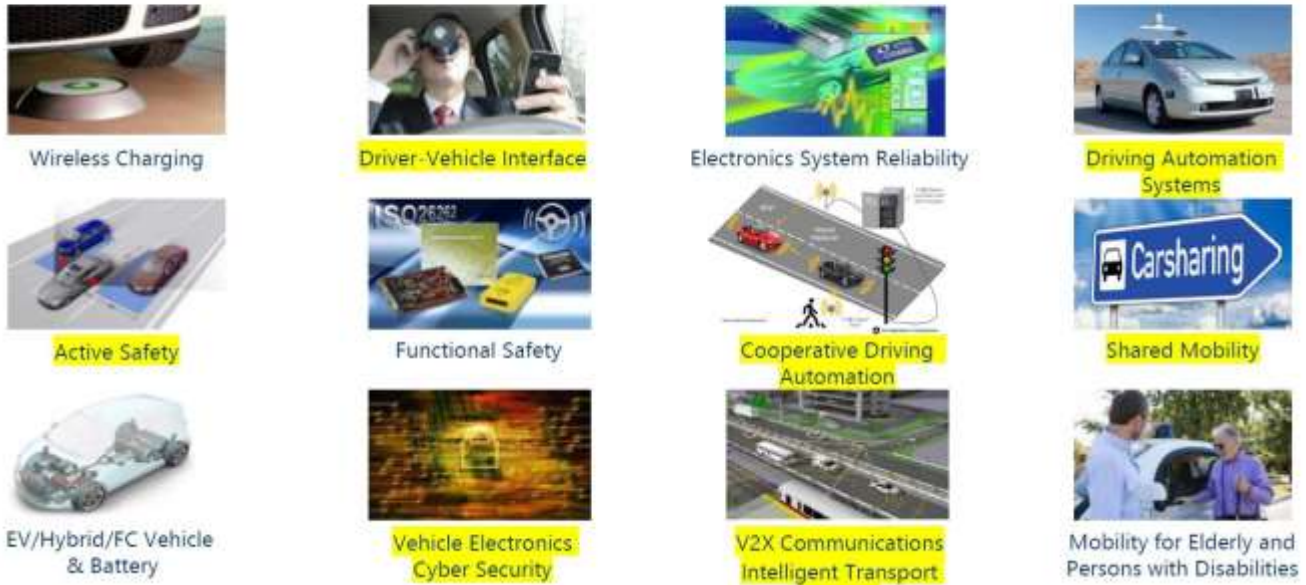 Wireless Charging
Driver-Vehicle Interface
Electronics System Reliability
Driving Automation
Systems
ISO26262
Carsharing
Active Safety
Functional Safety
Cooperative Driving
Automation
Shared Mobility
EV/Hybrid/FC Vehicle
& Battery
Vehicle Electronics
Cyber Security
V2X Communications
Intelligent Transport
Mobility for Elderly and
Persons with Disabilities